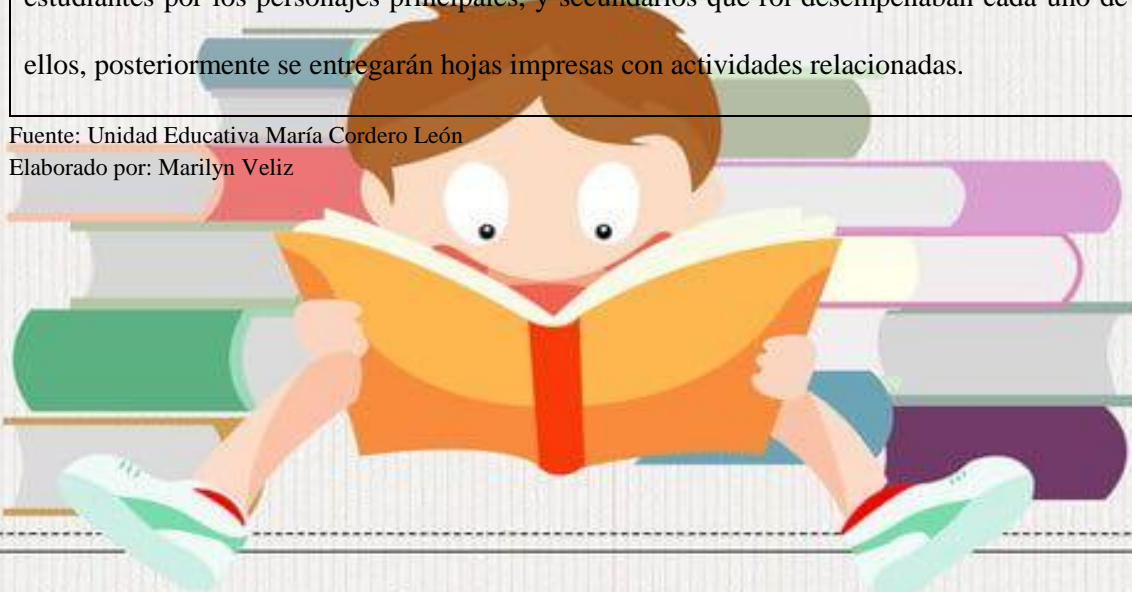 estudiantes por los personajes principales, y secundarios que rol desempeñaban cada uno de
ellos, posteriormente se entregarán hojas impresas con actividades relacionadas.
Fuente: Unidad Educativa María Cordero León
Elaborado por: Marilyn Veliz